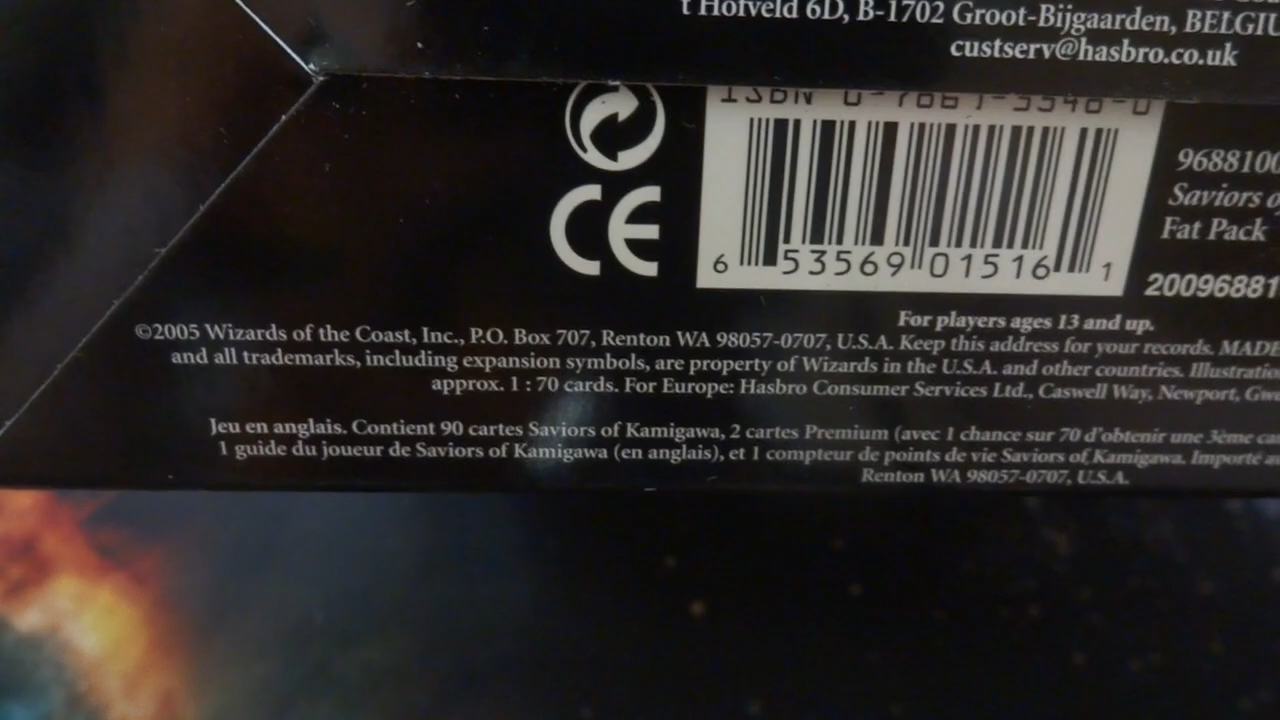 t Hofveld 6D, B-1702 Groot-Bijgaarden,
custserv@hasbro.co.uk
ISBN 0-7861-3348-0
CE
6 53569 01516 1
9688100
Saviors
Fat Pack
20096881
For players ages 13 and up.
©2005 Wizards of the Coast, Inc., P.O. Box 707, Renton WA 98057-0707, U.S.A. Keep this address for your records. MADE
and all trademarks, including expansion symbols, are property of Wizards in the U.S.A. and other countries.
approx. 1 : 70 cards. For Europe: Hasbro Consumer Services Ltd., Caswell Way, Newport,
Jeu en anglais. Contient 90 cartes Saviors of Kamigawa, 2 cartes Premium (avec 1 chance sur 70 d'obtenir une 3ème
1 guide du joueur de Saviors of Kamigawa (en anglais), et 1 compteur de points de vie Saviors of Kamigawa. Importé
Renton WA 98057-0707, U.S.A.